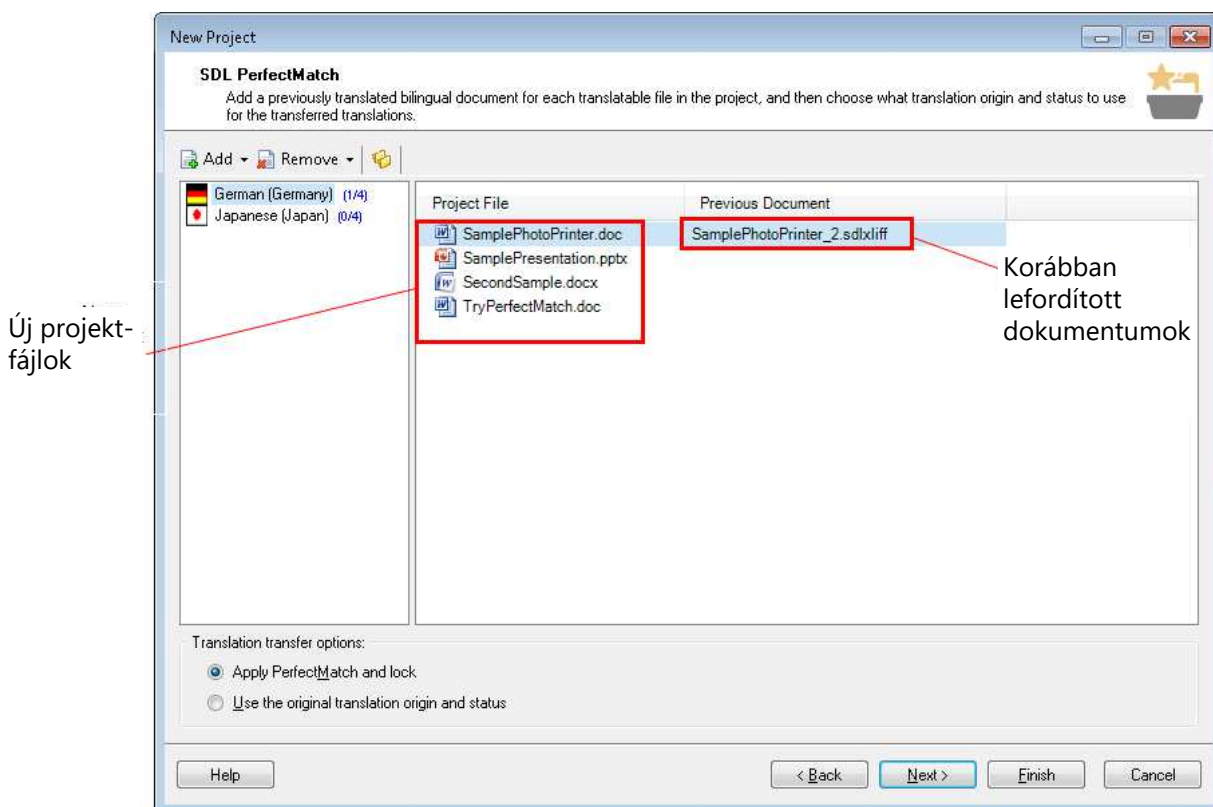 New Project
SDL PerfectMatch
Add a previously translated bilingual document for each translatable file in the project, and then choose what translation origin and status to use
for the transferred translations.
Add Remove
German (Germany) (1/4)
Japanese (Japan) (0/4)
Project File Previous Document
SamplePhotoPrinter.doc SamplePhotoPrinter_2.sdlxliff
SamplePresentation.pptx
SecondSample.docx
TryPerfectMatch.doc
Új projekt-
fájlok
Korábban
lefordított
dokumentumok
Translation transfer options:
Apply PerfectMatch and lock
Use the original translation origin and status
Help < Back Next > Finish Cancel